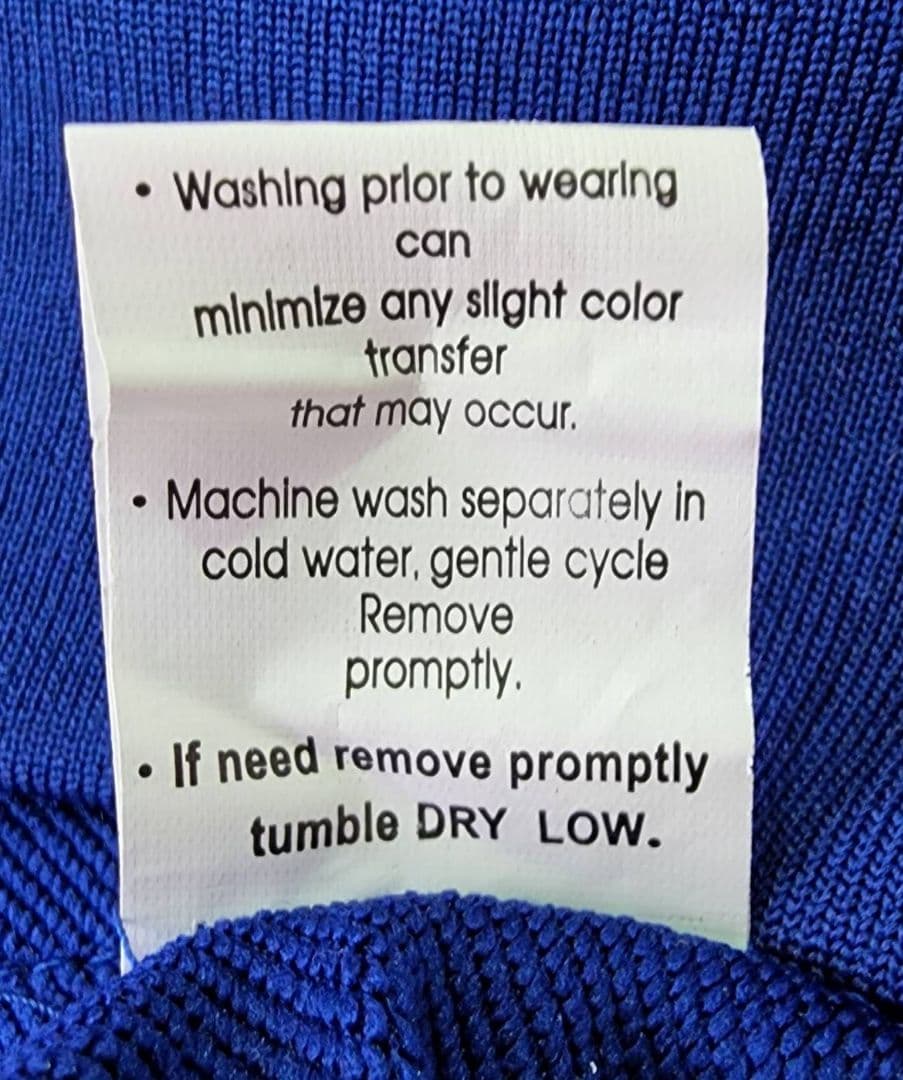 • Washing prior to wearing
can
minimize any slight color
transfer
that may occur.
• Machine wash separately in
cold water, gentle cycle
Remove
promptly.
• If need remove promptly
tumble DRY LOW.